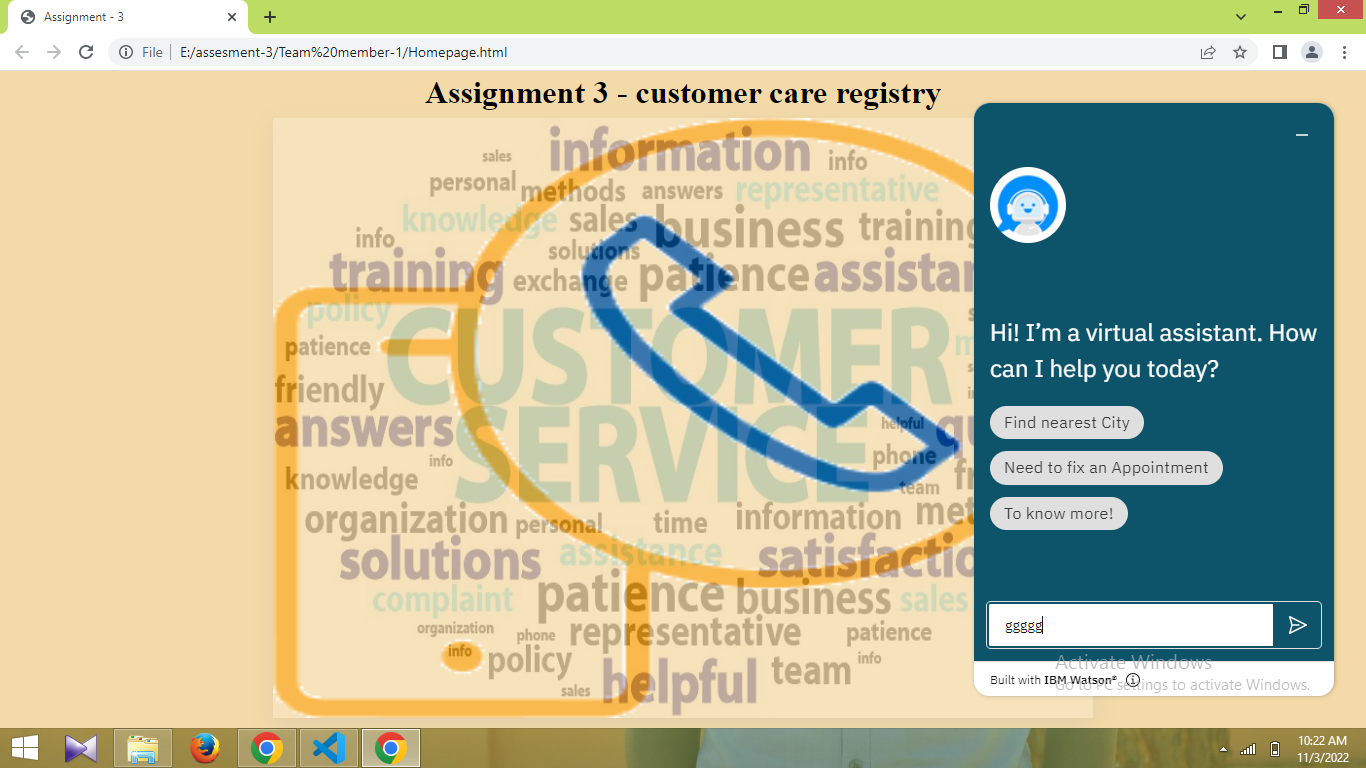 Assignment - 3
File
E:/assesment-3/Team%20member-1/Homepage.html
Assignment 3 - customer care registry
sales
information
info
personal
methods
answers
representative
knowledge
sales
business
training
info
solutions
training
exchange
patience
assistan
policy
CUSTOMER
patience
friendly
SERVICE
answers
helpful
info
phone
knowledge
team
organization
personal
time
information
met
solutions
assistance
satisfactio
complaint
patience
business
sales
organization
phone
representative
patience
info
policy
team
info
sales
helpful
Hi! I’m a virtual assistant. How
can I help you today?
Find nearest City
Need to fix an Appointment
To know more!
ggggg
Activate Windows
Go to PC settings to activate Windows.
Built with IBM Watson®
10:22 AM
11/3/2022